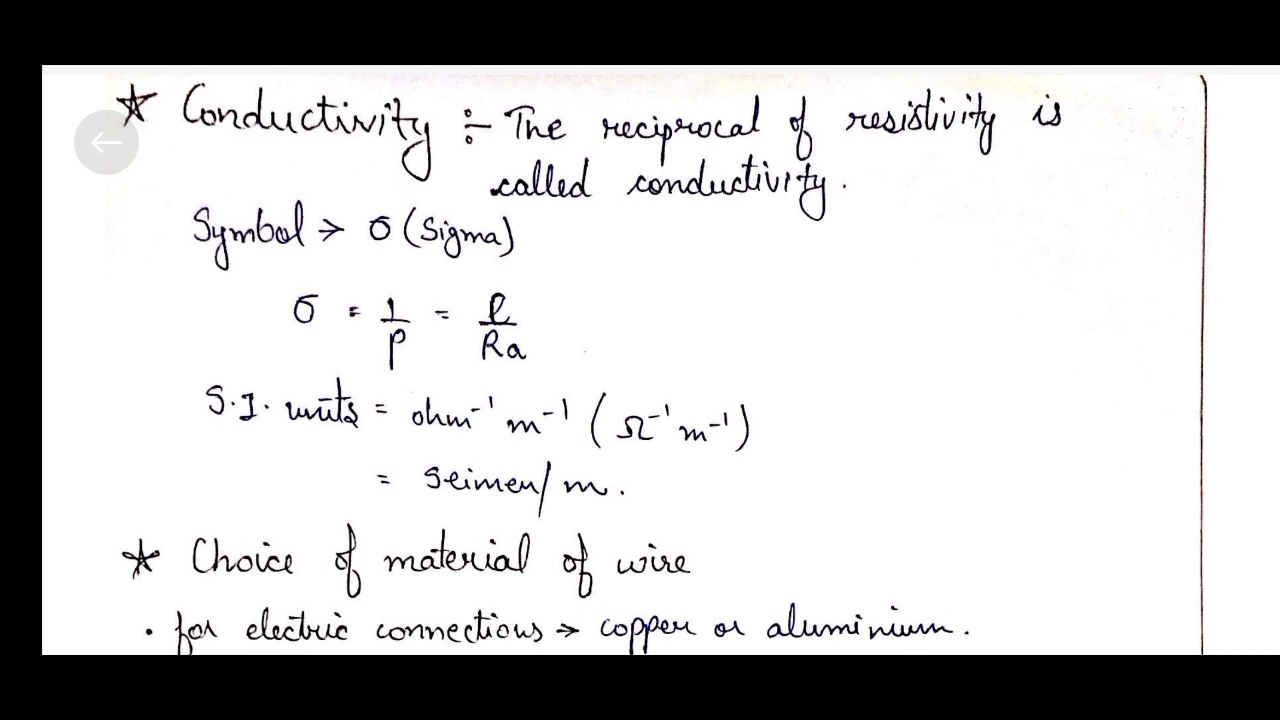 ☆ Conductivity ÷ The reciprocal of resistivity is
called conductivity.
Symbol → σ (Sigma)
σ = 1/ρ = l/Ra
S.I. units = ohm⁻¹ m⁻¹ (Ω⁻¹ m⁻¹)
= Seimen/m.
☆ Choice of material of wire
• for electric connections → copper or aluminium.